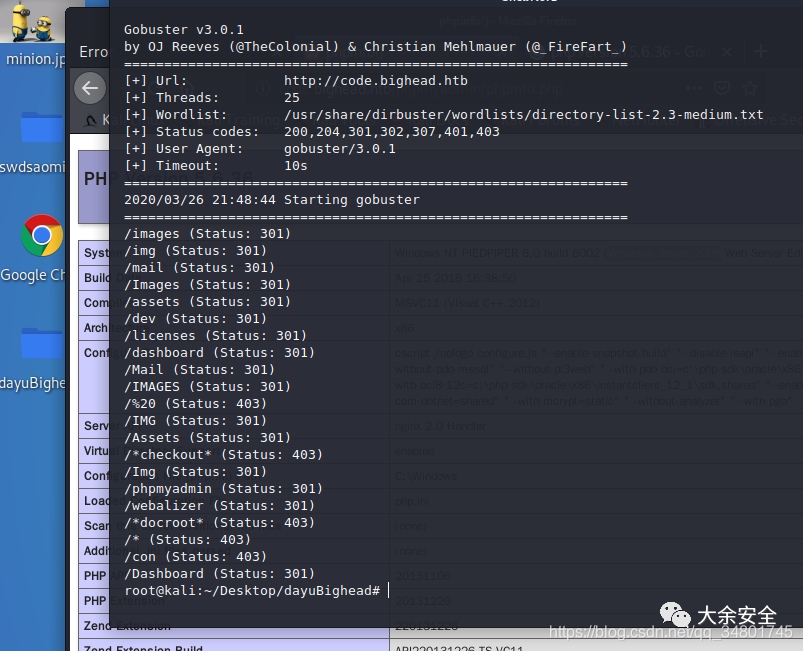 Gobuster v3.0.1
by OJ Reeves (@TheColonial) & Christian Mehlmauer (@_FireFart_)
===============================================================
[+] Url:            http://code.bighead.htb
[+] Threads:        25
[+] Wordlist:       /usr/share/dirbuster/wordlists/directory-list-2.3-medium.txt
[+] Status codes:   200,204,301,302,307,401,403
[+] User Agent:     gobuster/3.0.1
[+] Timeout:        10s
===============================================================
2020/03/26 21:48:44 Starting gobuster
===============================================================
/images (Status: 301)
/img (Status: 301)
/mail (Status: 301)
/Images (Status: 301)
/assets (Status: 301)
/dev (Status: 301)
/licenses (Status: 301)
/dashboard (Status: 301)
/Mail (Status: 301)
/IMAGES (Status: 301)
/%20 (Status: 403)
/IMG (Status: 301)
/Assets (Status: 301)
/*checkout* (Status: 403)
/Img (Status: 301)
/phpmyadmin (Status: 301)
/webalizer (Status: 301)
/*docroot* (Status: 403)
/* (Status: 403)
/con (Status: 403)
/Dashboard (Status: 301)
root@kali:~/Desktop/dayuBighead#
minion.jp
swdsaomi
Google Ch
dayuBighe
Erro
PHP
Syst
Build
Com
Arch
Conf
Server
Virtu
Conf
Load
Scan
Addit
PHP
PHP
Zend Extension
Zend Extension Build
API220131226,TS,VC11
大余安全
https://blog.csdn.net/qq_34801745